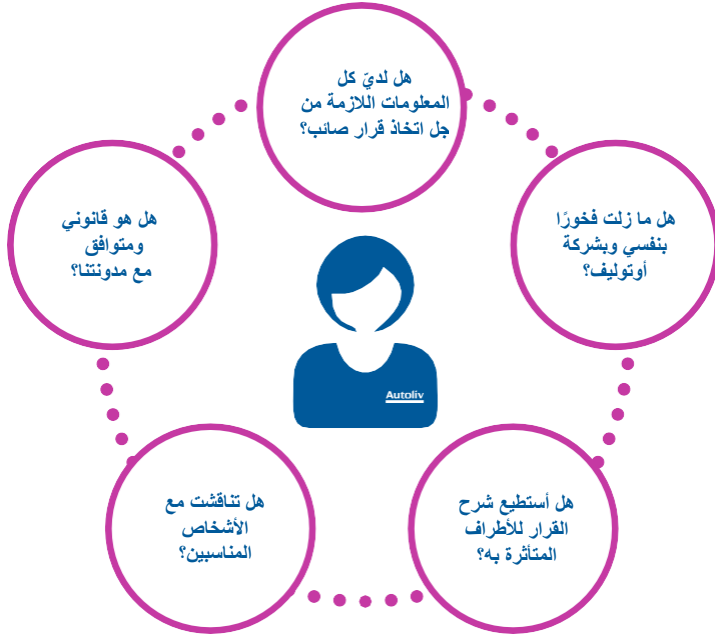 هل لديّ كل
المعلومات اللازمة من
جل اتخاذ قرار صائب؟
هل ما زلت فخورًا
بنفسي وبشركة
أوتوليف؟
هل أستطيع شرح
القرار للأطراف
المتأثرة به؟
هل تناقشت مع
الأشخاص
المناسبين؟
هل هو قانوني
ومتوافق
مع مدونتنا؟
Autoliv